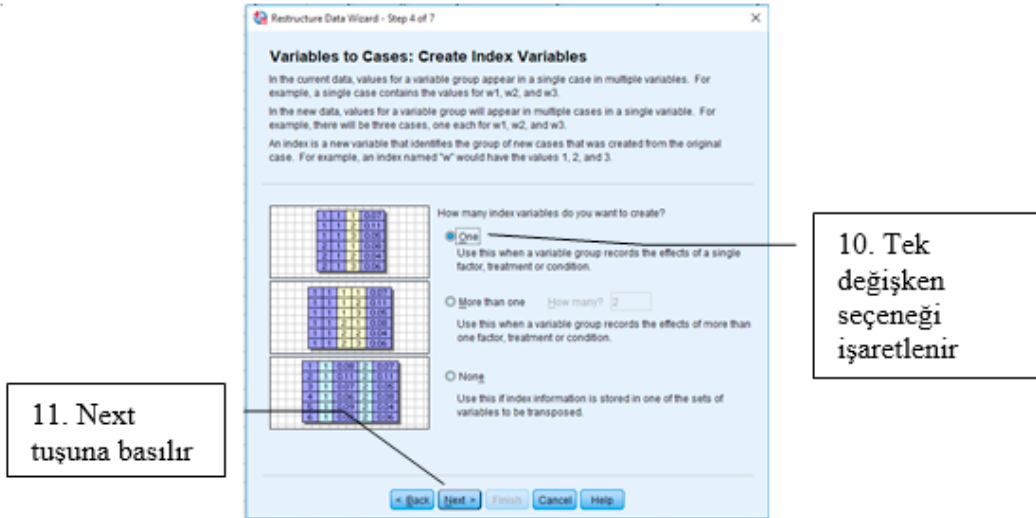 Restructure Data Wizard - Step 4 of 7
Variables to Cases: Create Index Variables
In the current data, values for a variable group appear in a single case in multiple variables. For
example, a single case contains the values for w1, w2, and w3.
In the new data, values for a variable group will appear in multiple cases in a single variable. For
example, there will be three cases, one each for w1, w2, and w3.
An index is a new variable that identifies the group of new cases that was created from the original
case. For example, an index named "w" would have the values 1, 2, and 3.
How many index variables do you want to create?
One
Use this when a variable group records the effects of a single
factor, treatment or condition.
More than one How many? 2
Use this when a variable group records the effects of more than
one factor, treatment or condition.
None
Use this if index information is stored in one of the sets of
variables to be transposed.
< Back Next > Finish Cancel Help
10. Tek
değişken
seçeneği
işaretlenir
11. Next
tuşuna basılır